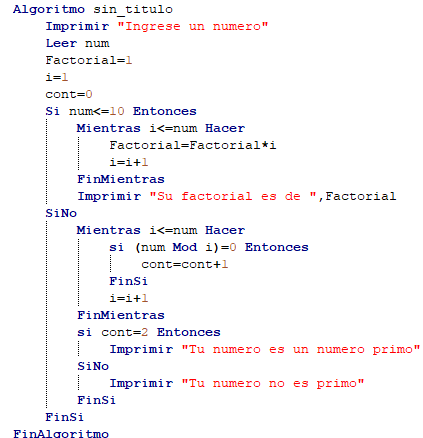 Algoritmo sin_titulo
Imprimir "Ingrese un numero"
Leer num
Factorial=1
i=1
cont=0
Si num<=10 Entonces
Mientras i<=num Hacer
Factorial=Factorial*i
i=i+1
FinMientras
Imprimir "Su factorial es de ",Factorial
SiNo
Mientras i<=num Hacer
si (num Mod i)=0 Entonces
cont=cont+1
FinSi
i=i+1
FinMientras
si cont=2 Entonces
Imprimir "Tu numero es un numero primo"
SiNo
Imprimir "Tu numero no es primo"
FinSi
FinSi
FinAlgoritmo